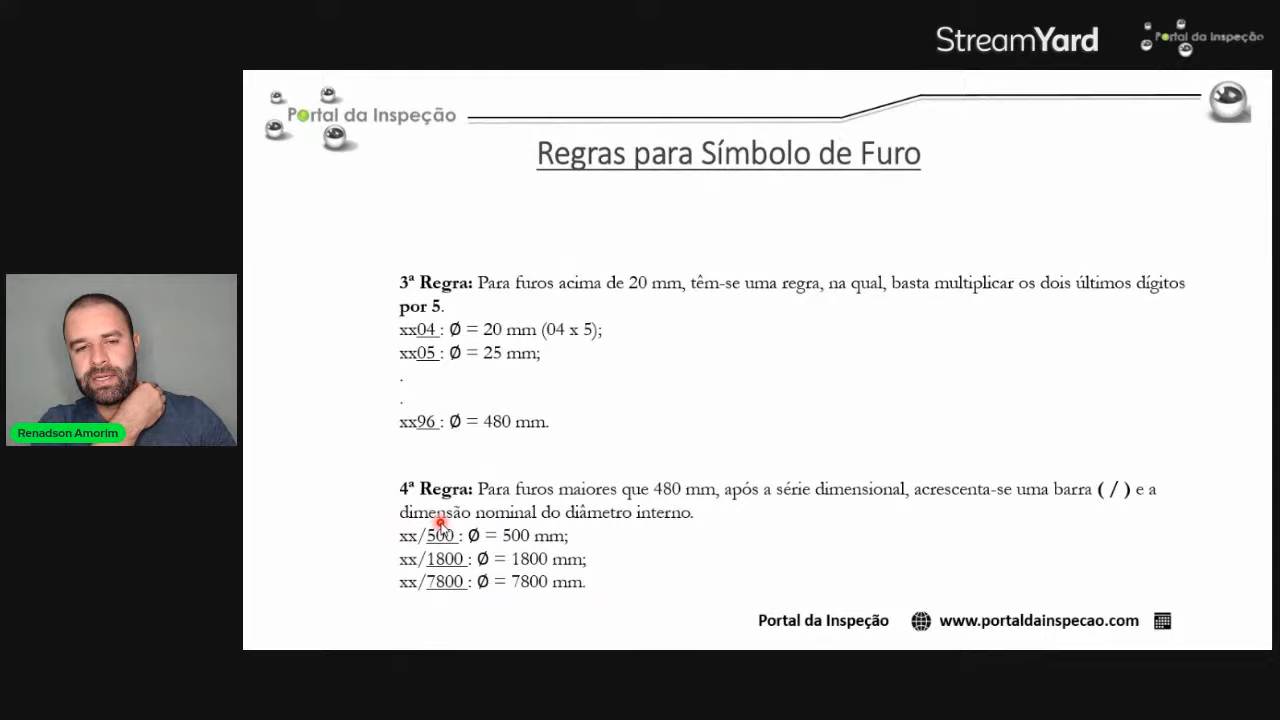 StreamYard
Portal da Inspeção
Portal da Inspeção
Regras para Símbolo de Furo
3ª Regra: Para furos acima de 20 mm, têm-se uma regra, na qual, basta multiplicar os dois últimos dígitos
por 5.
xx04 : Ø = 20 mm (04 x 5);
xx05 : Ø = 25 mm;
.
.
xx96 : Ø = 480 mm.
4ª Regra: Para furos maiores que 480 mm, após a série dimensional, acrescenta-se uma barra ( / ) e a
dimensão nominal do diâmetro interno.
xx/500 : Ø = 500 mm;
xx/1800 : Ø = 1800 mm;
xx/7800 : Ø = 7800 mm.
Renadson Amorim
Portal da Inspeção www.portaldainspecao.com